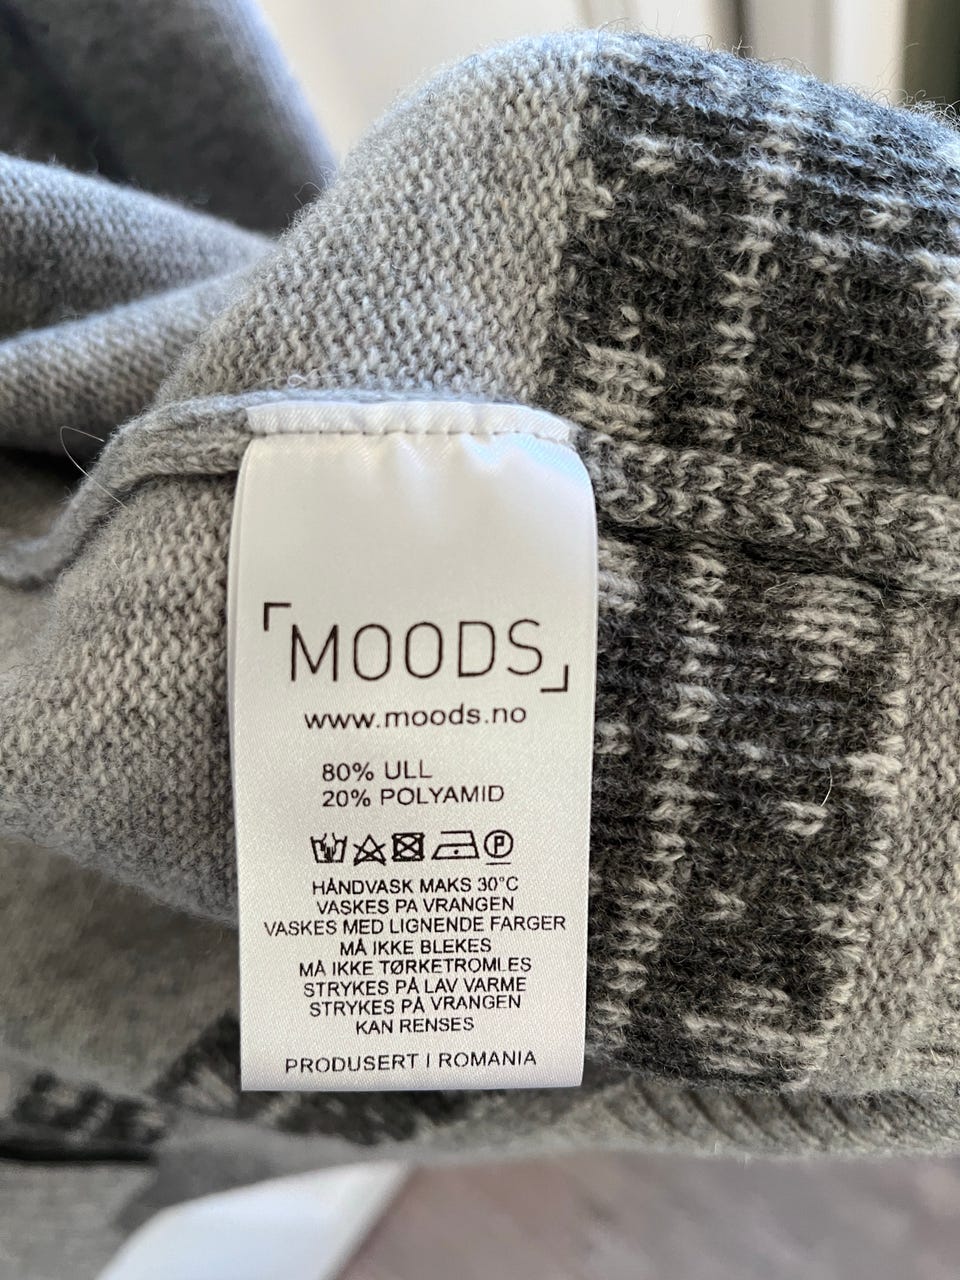 MOODS
www.moods.no
80% ULL
20% POLYAMID
P
HÅNDVASK MAKS 30°C
VASKES PA VRANGEN
VASKES MED LIGNENDE FARGER
MÅ IKKE BLEKES
MÅ IKKE TØRKETROMLES
STRYKES PÅ LAV VARME
STRYKES PÅ VRANGEN
KAN RENSES
PRODUSERT I ROMANIA